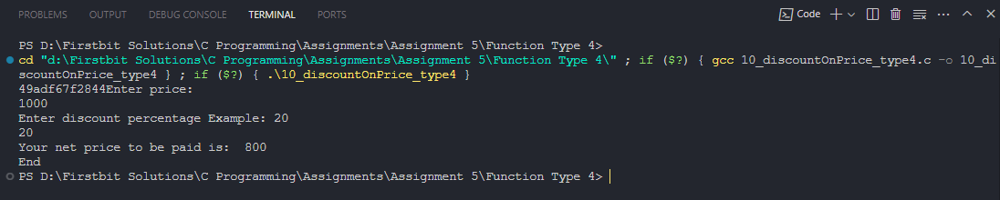 PROBLEMS OUTPUT DEBUG CONSOLE TERMINAL PORTS Code
PS D:\Firstbit Solutions\C Programming\Assignments\Assignment 5\Function Type 4>
cd "d:\Firstbit Solutions\C Programming\Assignments\Assignment 5\Function Type 4\" ; if ($?) { gcc 10_discountOnPrice_type4.c -o 10_di
scountOnPrice_type4 } ; if ($?) { .\10_discountOnPrice_type4 }
49adf67f2844Enter price:
1000
Enter discount percentage Example: 20
20
Your net price to be paid is:  800
End
PS D:\Firstbit Solutions\C Programming\Assignments\Assignment 5\Function Type 4>